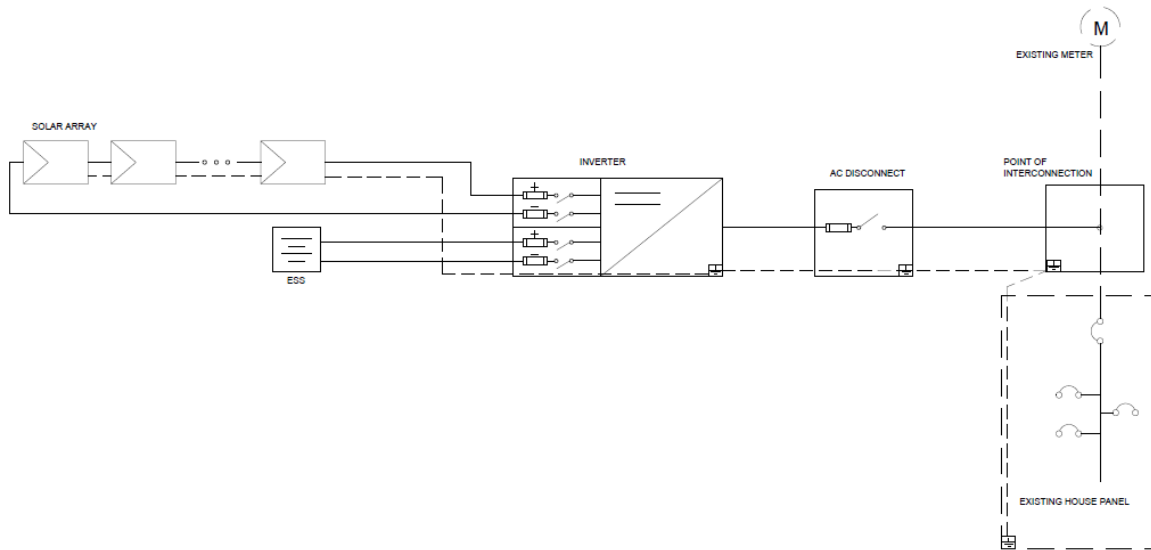 M
EXISTING METER
SOLAR ARRAY
INVERTER
AC DISCONNECT
POINT OF
INTERCONNECTION
+
−
+
−
ESS
EXISTING HOUSE PANEL